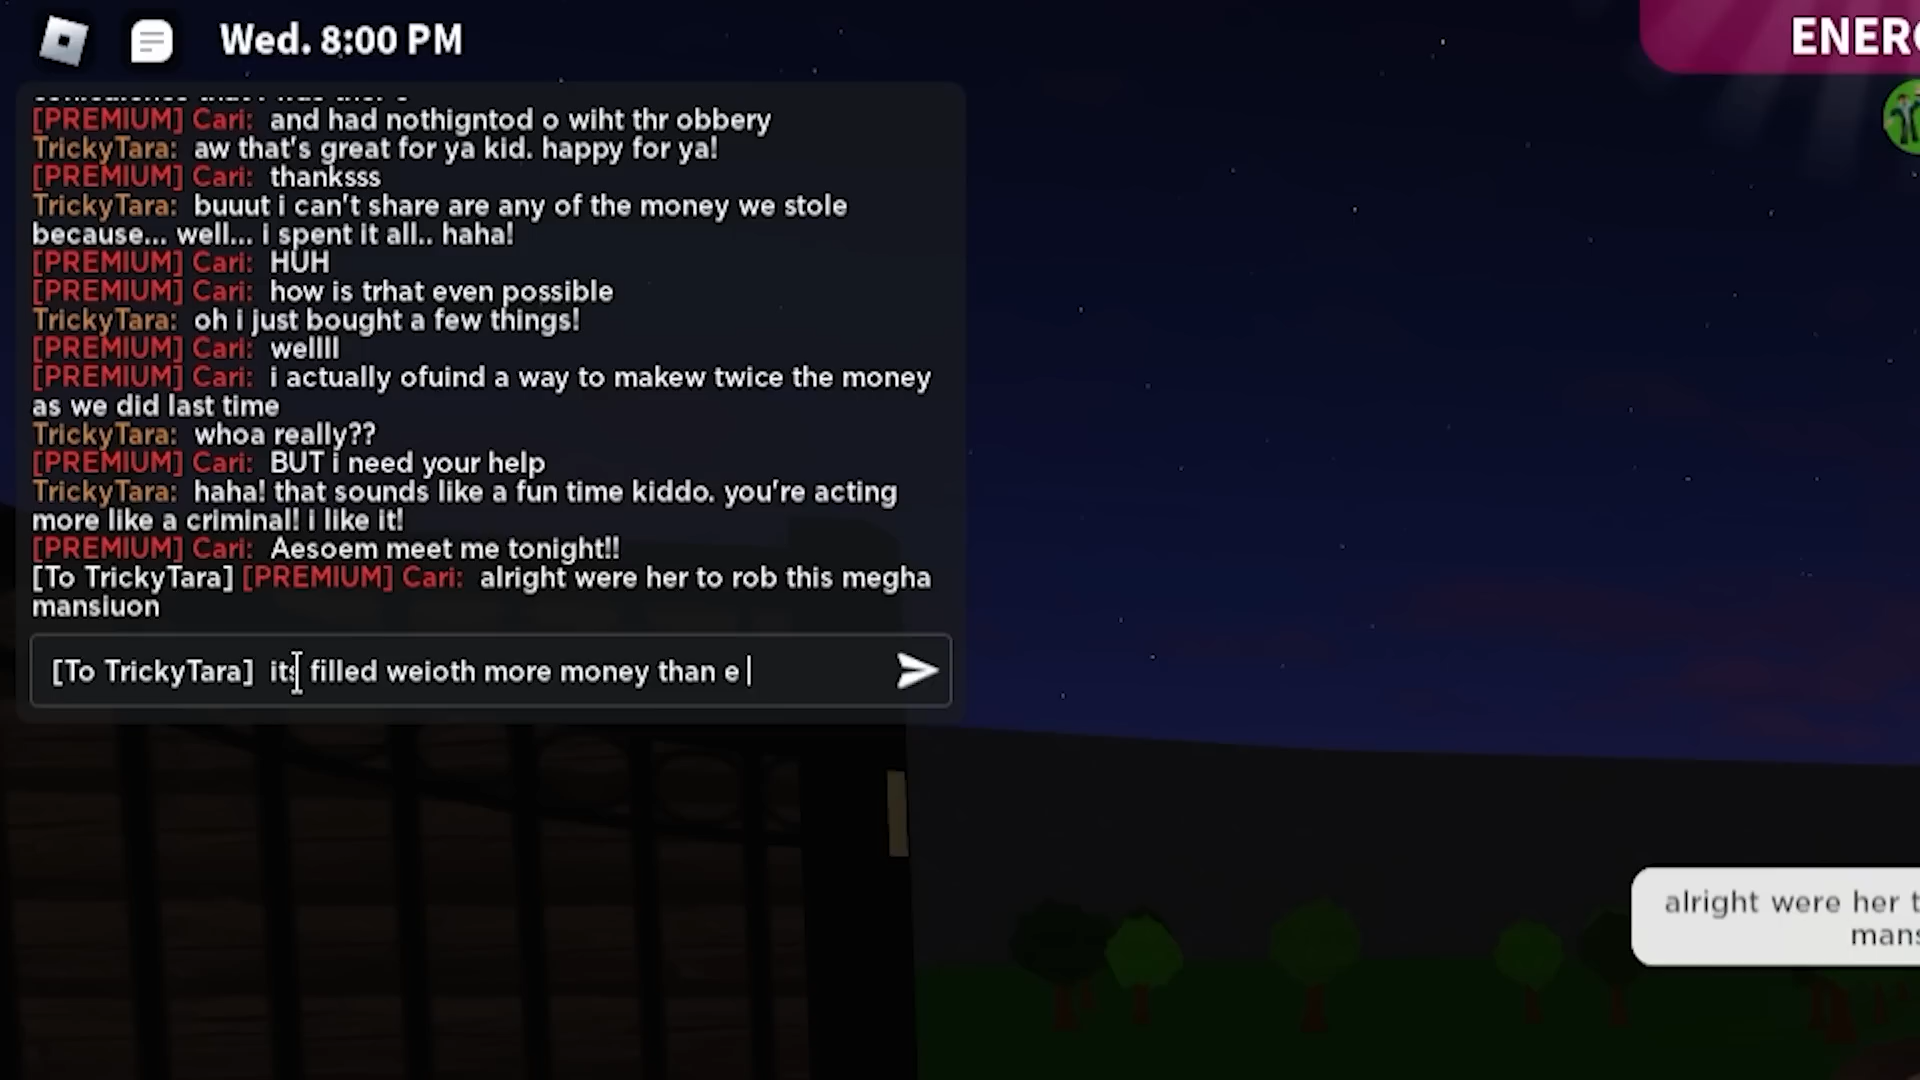 Wed. 8:00 PM
ENER
[PREMIUM] Cari: and had nothigntod o wiht thr obbery
TrickyTara: aw that's great for ya kid. happy for ya!
[PREMIUM] Cari: thanksss
TrickyTara: buuut i can't share are any of the money we stole
because... well... i spent it all.. haha!
[PREMIUM] Cari: HUH
[PREMIUM] Cari: how is trhat even possible
TrickyTara: oh i just bought a few things!
[PREMIUM] Cari: wellll
[PREMIUM] Cari: i actually ofuind a way to makew twice the money
as we did last time
TrickyTara: whoa really??
[PREMIUM] Cari: BUT i need your help
TrickyTara: haha! that sounds like a fun time kiddo. you're acting
more like a criminal! i like it!
[PREMIUM] Cari: Aesoem meet me tonight!!
[To TrickyTara] [PREMIUM] Cari: alright were her to rob this megha
mansiuon
[To TrickyTara] its filled weioth more money than e
alright were her t
mans